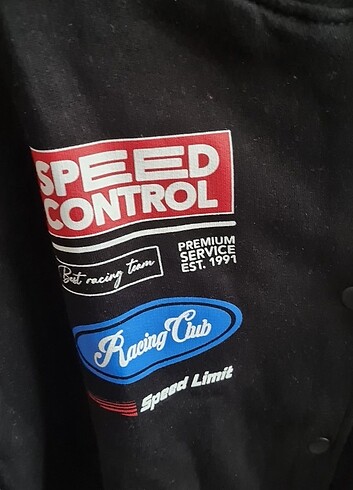 SPEED
CONTROL
Best racing team
PREMIUM
SERVICE
EST. 1991
Racing Club
Speed Limit